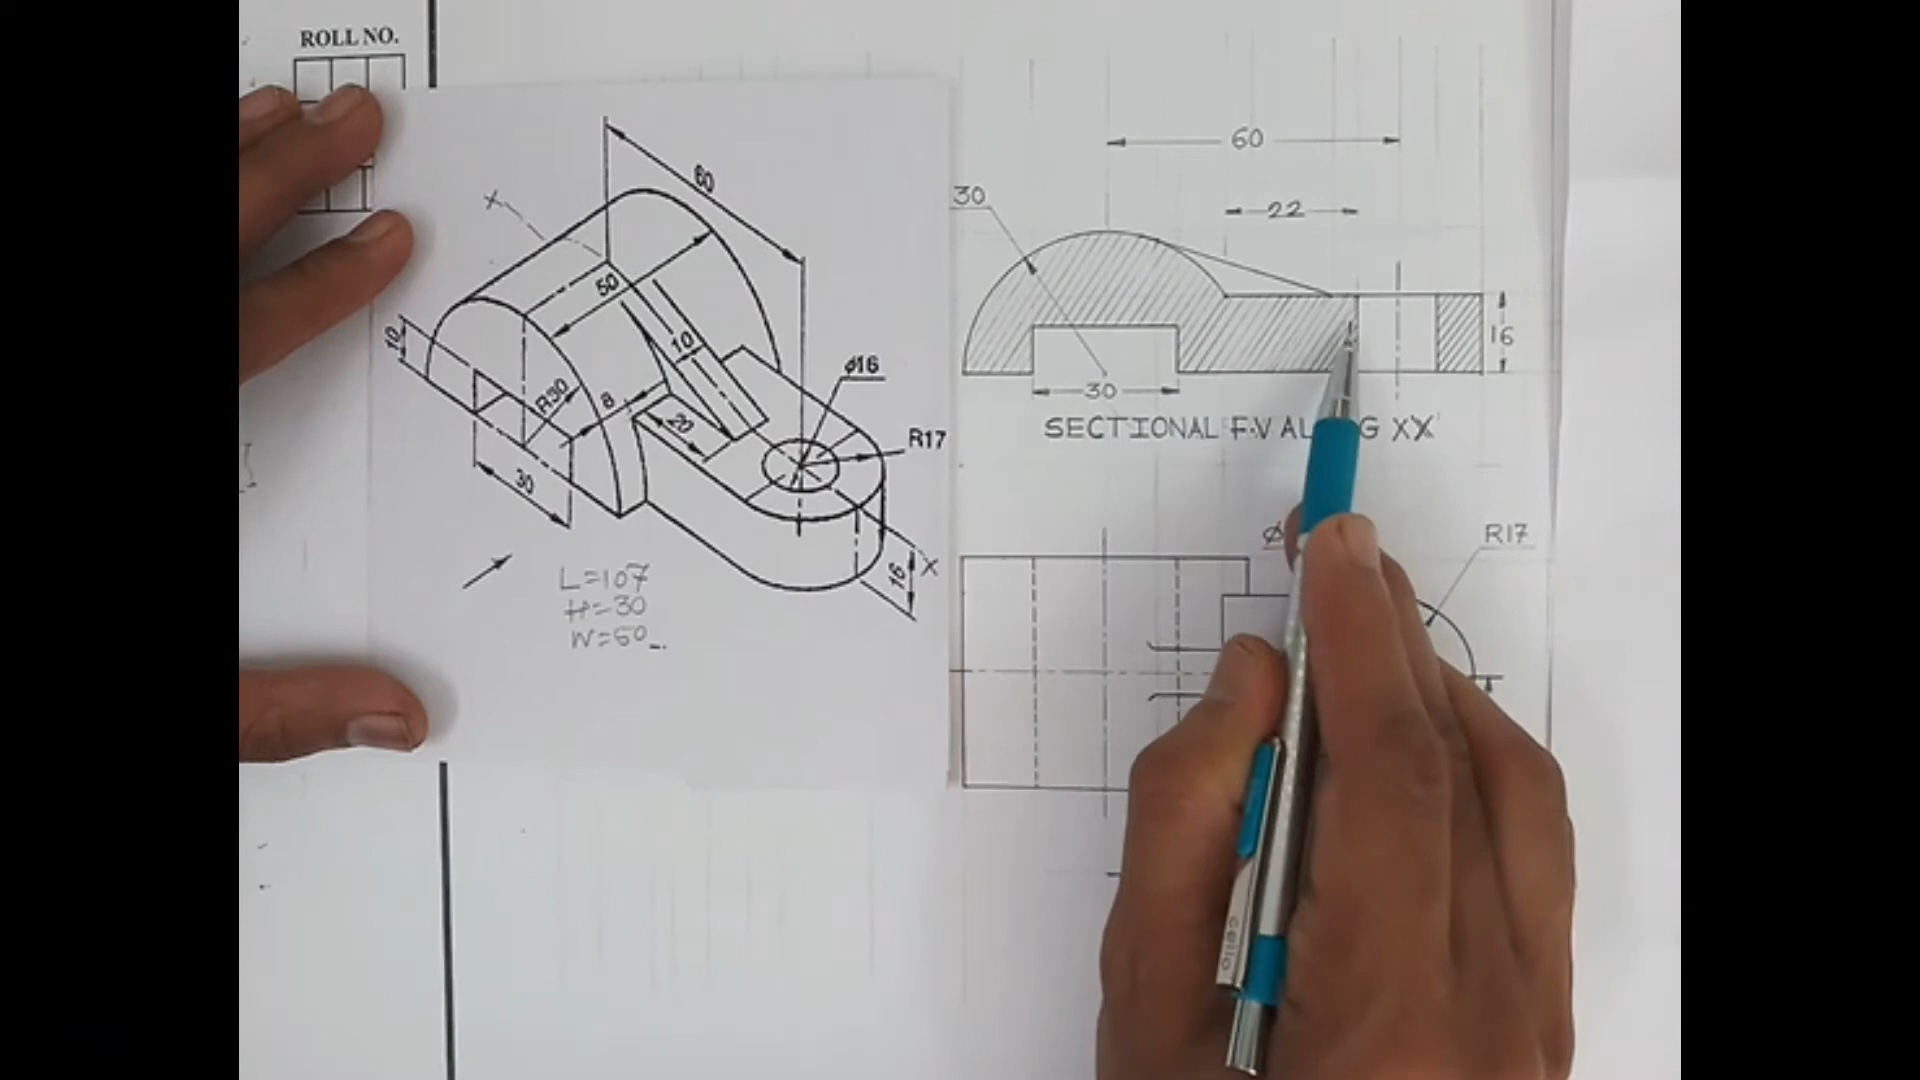 ROLL NO.
X
60
50
10
10
φ16
R30
8
20
R17
30
16
X
L=107
H=30
W=50
60
30
22
16
30
SECTIONAL F.V AL G XX
φ
R17
cello